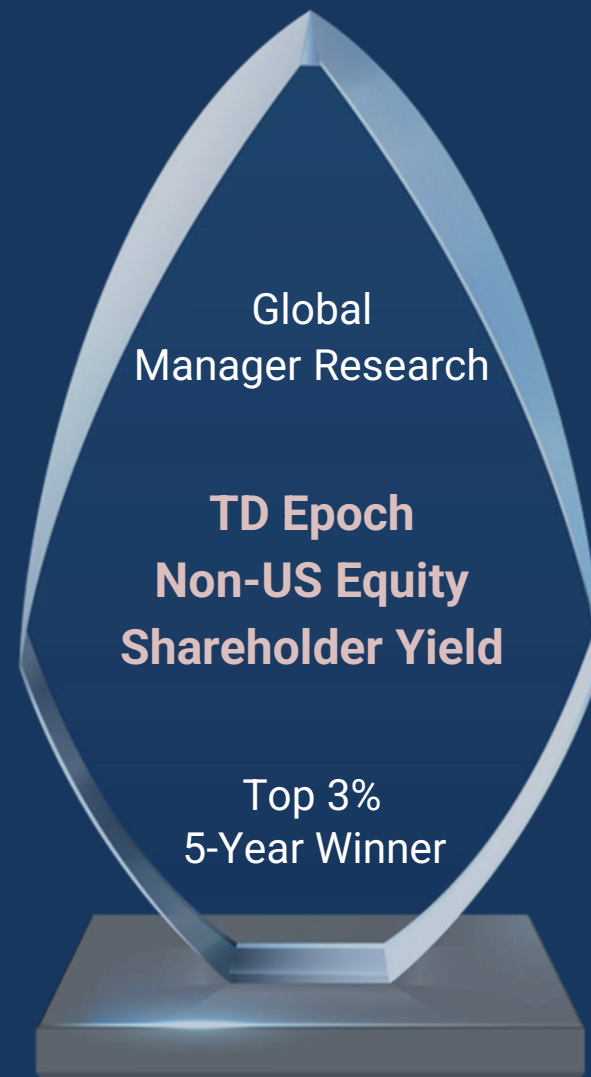 Global
Manager Research
TD Epoch
Non-US Equity
Shareholder Yield
Top 3%
5-Year Winner